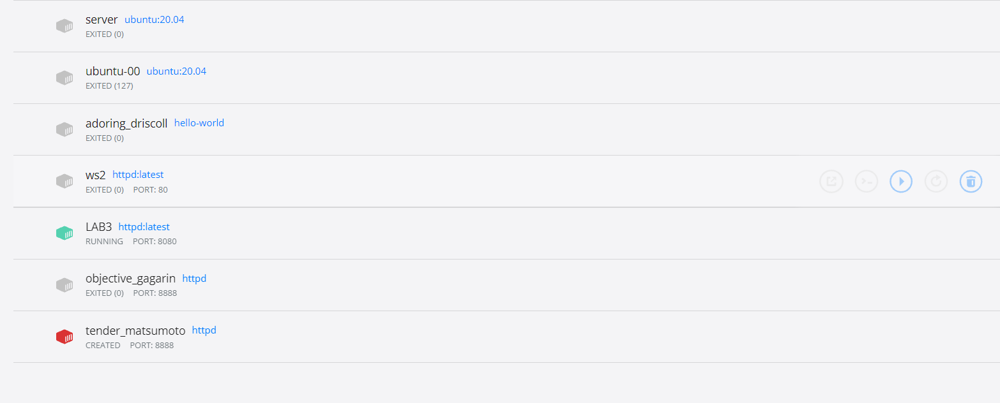 server ubuntu:20.04
EXITED (0)
ubuntu-00 ubuntu:20.04
EXITED (127)
adoring_driscoll hello-world
EXITED (0)
ws2 httpd:latest
EXITED (0) PORT: 80
LAB3 httpd:latest
RUNNING PORT: 8080
objective_gagarin httpd
EXITED (0) PORT: 8888
tender_matsumoto httpd
CREATED PORT: 8888